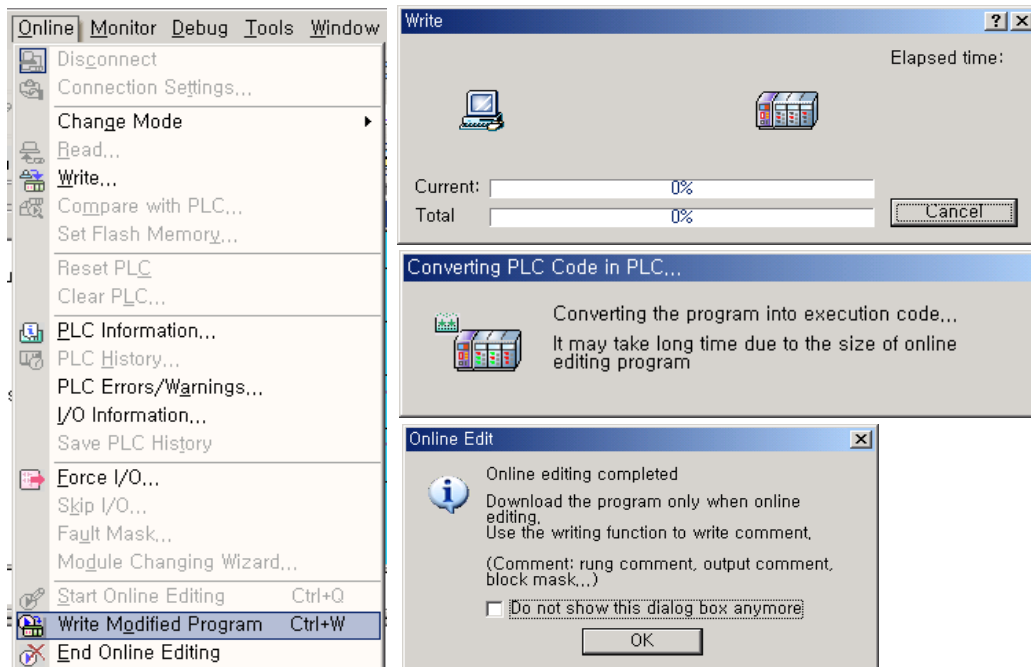 Online Monitor Debug Tools Window
Disconnect
Connection Settings...
Change Mode
Read...
Write...
Compare with PLC...
Set Flash Memory...
Reset PLC
Clear PLC...
PLC Information...
PLC History...
PLC Errors/Warnings...
I/O Information...
Save PLC History
Force I/O...
Skip I/O...
Fault Mask...
Module Changing Wizard...
Start Online Editing Ctrl+Q
Write Modified Program Ctrl+W
End Online Editing
Write
Elapsed time:
Current: 0%
Total 0%
Cancel
Converting PLC Code in PLC...
Converting the program into execution code...
It may take long time due to the size of online
editing program
Online Edit
Online editing completed
Download the program only when online
editing.
Use the writing function to write comment.
(Comment: rung comment, output comment,
block mask...)
Do not show this dialog box anymore
OK